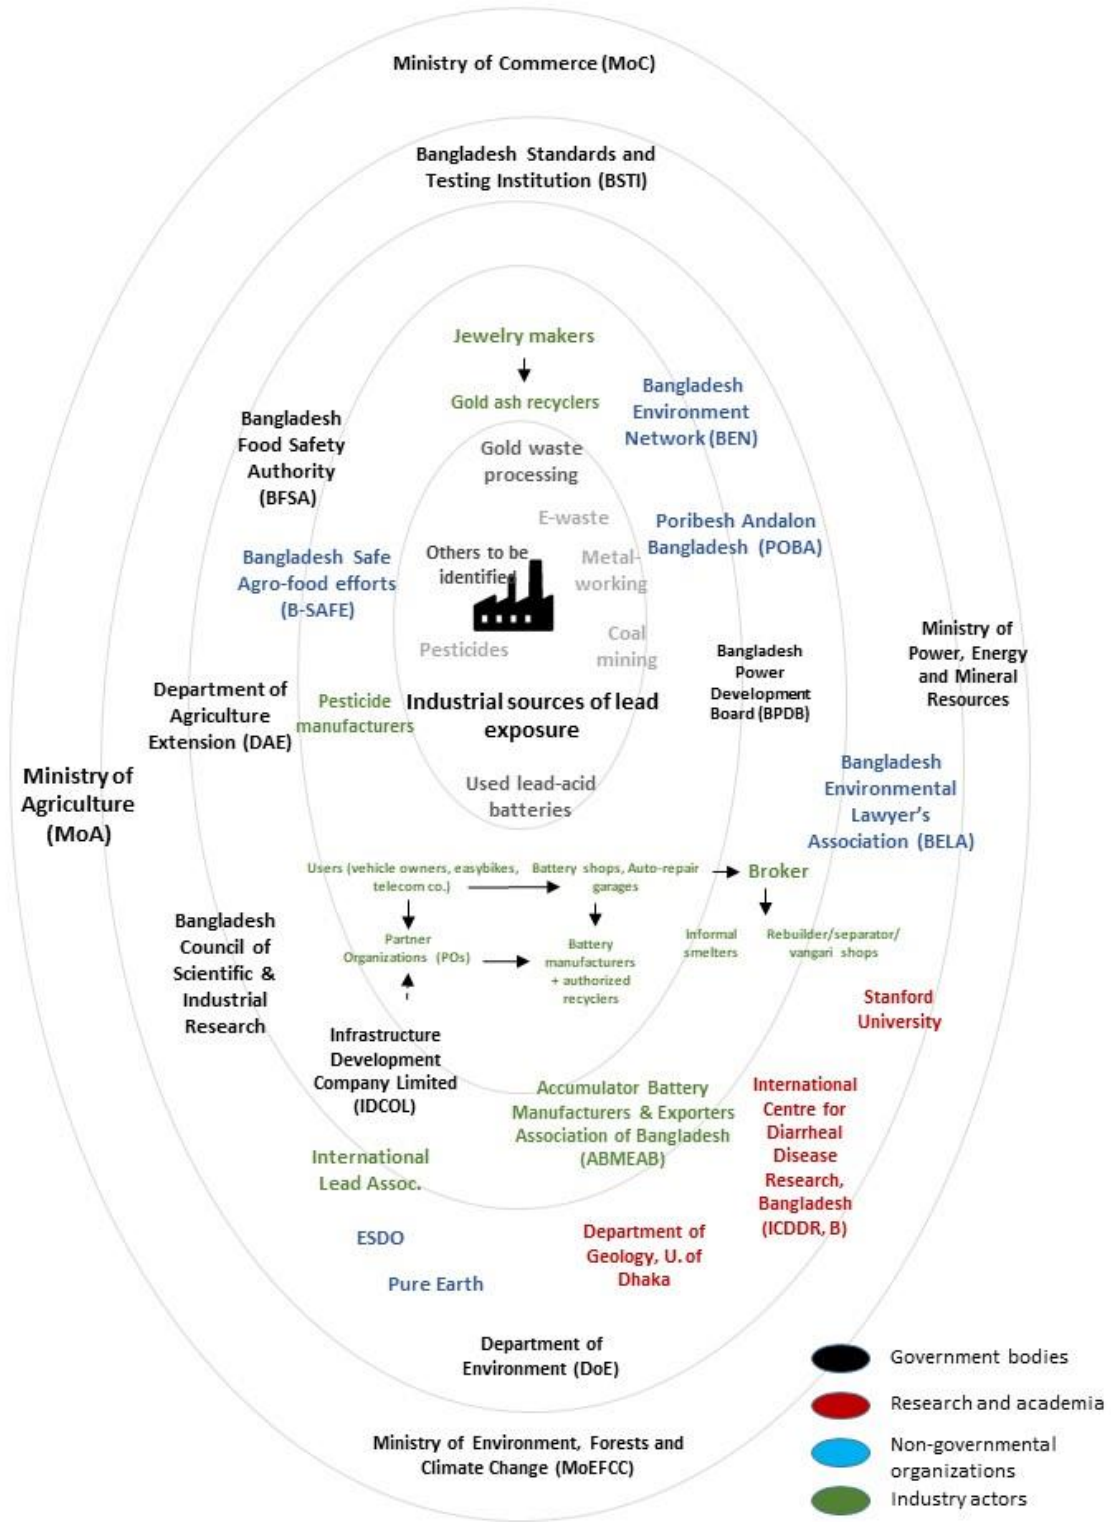 Ministry of Commerce (MoC)
Bangladesh Standards and
Testing Institution (BSTI)
Jewelry makers
Gold ash recyclers
Bangladesh
Environment
Network (BEN)
Bangladesh
Food Safety
Authority
(BFSA)
Gold waste
processing
E-waste
Poribesh Andalon
Bangladesh (POBA)
Bangladesh Safe
Agro-food efforts
(B-SAFE)
Others to be
identified
Metal-
working
Pesticides
Coal
mining
Ministry of
Power, Energy
and Mineral
Resources
Bangladesh
Power
Development
Board (BPDB)
Department of
Agriculture
Extension (DAE)
Pesticide
manufacturers
Industrial sources of lead
exposure
Ministry of
Agriculture
(MoA)
Used lead-acid
batteries
Bangladesh
Environmental
Lawyer's
Association (BELA)
Users (vehicle owners, easybikes,
telecom co.)
Battery shops, Auto-repair
garages
Broker
Bangladesh
Council of
Scientific &
Industrial
Research
Partner
Organizations (POs)
Battery
manufacturers
+ authorized
recyclers
Informal
smelters
Rebuilder/separator/
vangari shops
Stanford
University
Infrastructure
Development
Company Limited
(IDCOL)
Accumulator Battery
Manufacturers & Exporters
Association of Bangladesh
(ABMEAB)
International
Centre for
Diarrheal
Disease
Research,
Bangladesh
(ICDDR, B)
International
Lead Assoc.
ESDO
Department of
Geology, U. of
Dhaka
Pure Earth
Department of
Environment (DoE)
Ministry of Environment, Forests and
Climate Change (MoEFCC)
Government bodies
Research and academia
Non-governmental
organizations
Industry actors